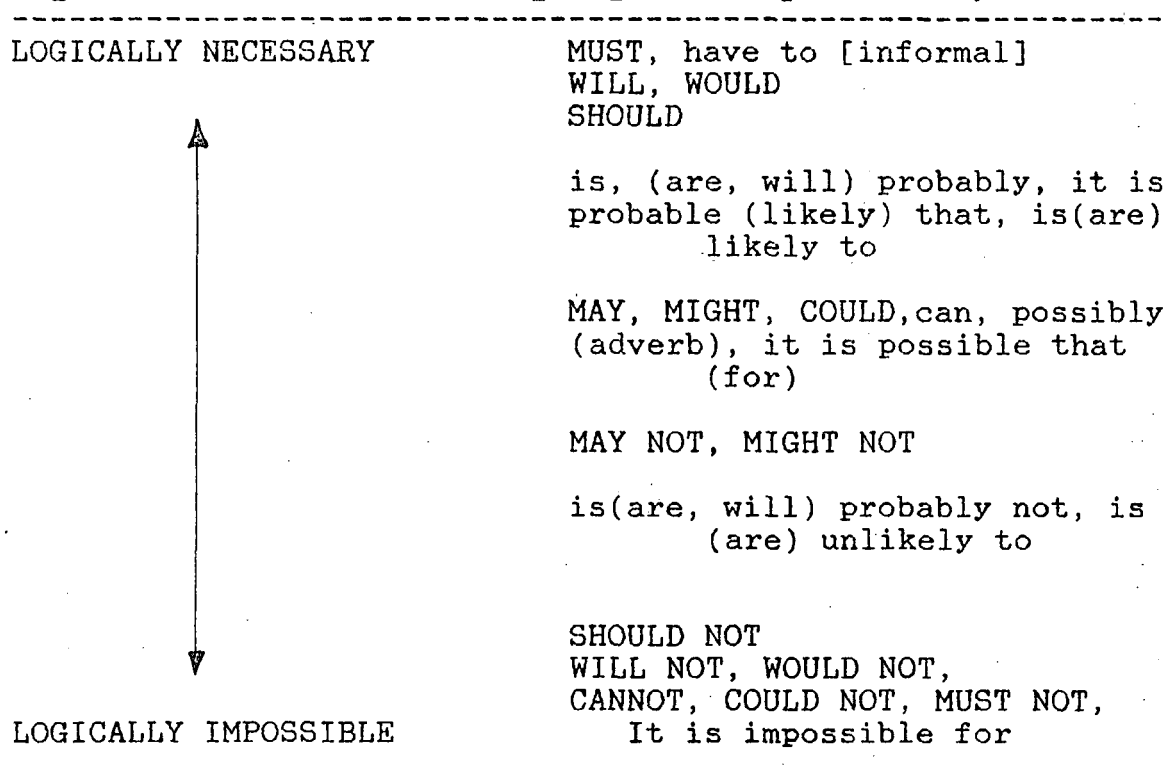 LOGICALLY NECESSARY MUST, have to [informal]
WILL, WOULD
SHOULD
is, (are, will) probably, it is
probable (likely) that, is(are)
likely to
MAY, MIGHT, COULD,can, possibly
(adverb), it is possible that
(for)
MAY NOT, MIGHT NOT
is(are, will) probably not, is
(are) unlikely to
SHOULD NOT
WILL NOT, WOULD NOT,
CANNOT, COULD NOT, MUST NOT,
LOGICALLY IMPOSSIBLE It is impossible for